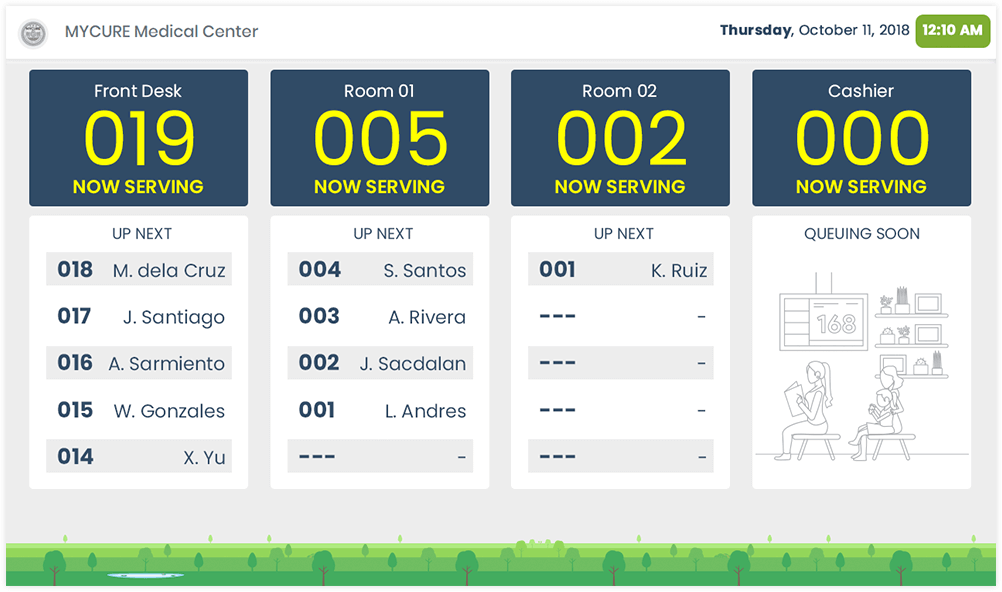 MYCURE Medical Center
Thursday, October 11, 2018 12:10 AM
Front Desk
019
NOW SERVING
UP NEXT
018 M. dela Cruz
017 J. Santiago
016 A. Sarmiento
015 W. Gonzales
014 X. Yu
Room 01
005
NOW SERVING
UP NEXT
004 S. Santos
003 A. Rivera
002 J. Sacdalan
001 L. Andres
--- -
Room 02
002
NOW SERVING
UP NEXT
001 K. Ruiz
--- -
--- -
--- -
--- -
Cashier
000
NOW SERVING
QUEUING SOON
168